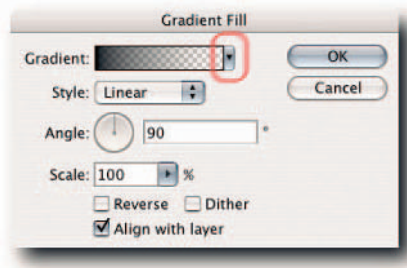 Gradient Fill
Gradient: OK
Style: Linear Cancel
Angle: 90 °
Scale: 100 %
Reverse Dither
Align with layer